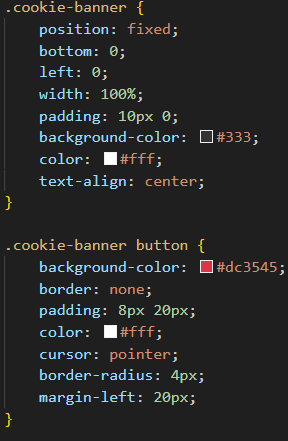 .cookie-banner {
    position: fixed;
    bottom: 0;
    left: 0;
    width: 100%;
    padding: 10px 0;
    background-color: #333;
    color: #fff;
    text-align: center;
}

.cookie-banner button {
    background-color: #dc3545;
    border: none;
    padding: 8px 20px;
    color: #fff;
    cursor: pointer;
    border-radius: 4px;
    margin-left: 20px;
}